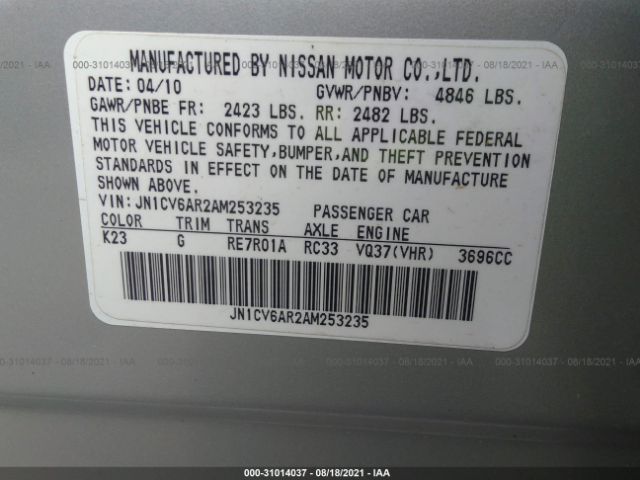 MANUFACTURED BY NISSAN MOTOR CO.,LTD.
DATE: 04/10 GVWR/PNBV: 4846 LBS.
GAWR/PNBE FR: 2423 LBS. RR: 2482 LBS.
THIS VEHICLE CONFORMS TO ALL APPLICABLE FEDERAL
MOTOR VEHICLE SAFETY,BUMPER,AND THEFT PREVENTION
STANDARDS IN EFFECT ON THE DATE OF MANUFACTURE
SHOWN ABOVE.
VIN: JN1CV6AR2AM253235 PASSENGER CAR
COLOR TRIM TRANS AXLE ENGINE
K23 G RE7R01A RC33 VQ37(VHR) 3696CC
JN1CV6AR2AM253235
000-31014037 - 08/18/2021 - IAA